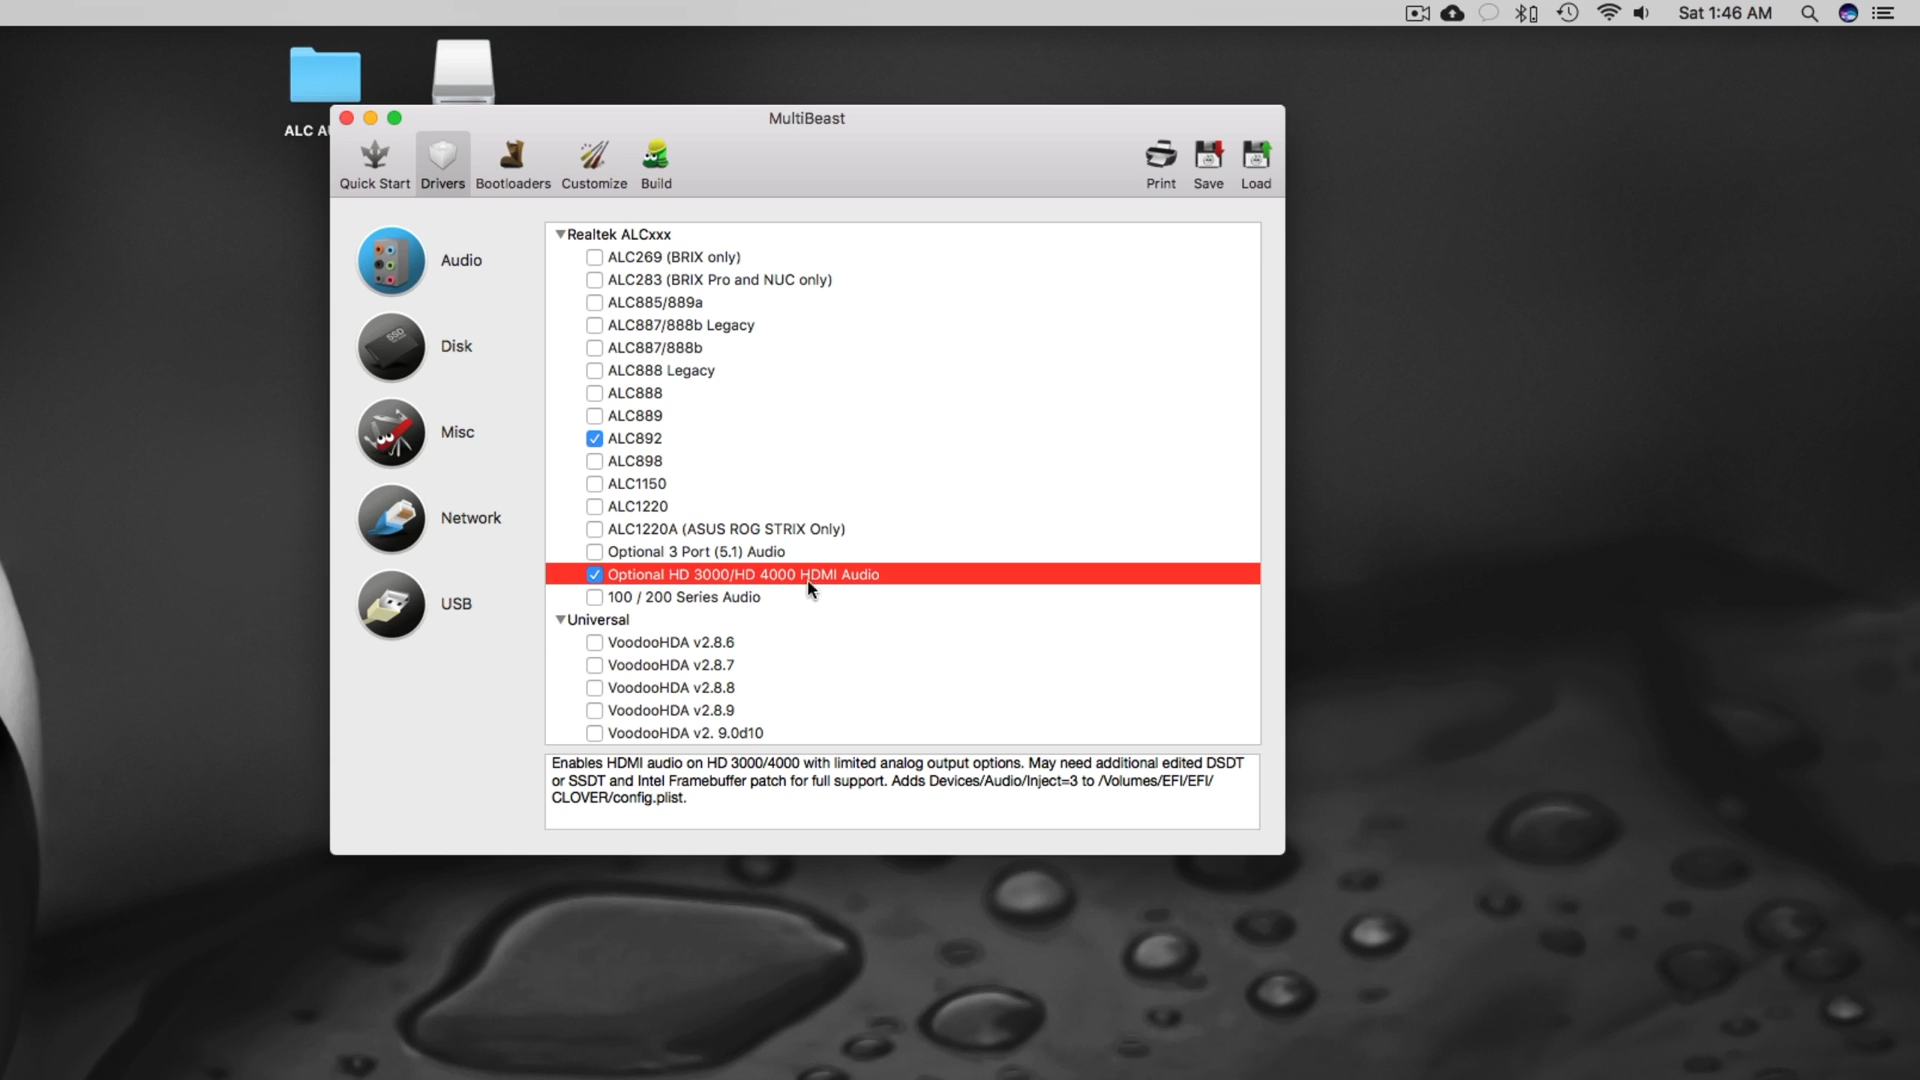 Sat 1:46 AM
ALC AU
MultiBeast
Quick Start
Drivers
Bootloaders
Customize
Build
Print
Save
Load
Audio
Disk
Misc
Network
USB
SSD
Realtek ALCxxx
ALC269 (BRIX only)
ALC283 (BRIX Pro and NUC only)
ALC885/889a
ALC887/888b Legacy
ALC887/888b
ALC888 Legacy
ALC888
ALC889
ALC892
ALC898
ALC1150
ALC1220
ALC1220A (ASUS ROG STRIX Only)
Optional 3 Port (5.1) Audio
Optional HD 3000/HD 4000 HDMI Audio
100 / 200 Series Audio
Universal
VoodooHDA v2.8.6
VoodooHDA v2.8.7
VoodooHDA v2.8.8
VoodooHDA v2.8.9
VoodooHDA v2. 9.0d10
Enables HDMI audio on HD 3000/4000 with limited analog output options. May need additional edited DSDT
or SSDT and Intel Framebuffer patch for full support. Adds Devices/Audio/Inject=3 to /Volumes/EFI/EFI/
CLOVER/config.plist.